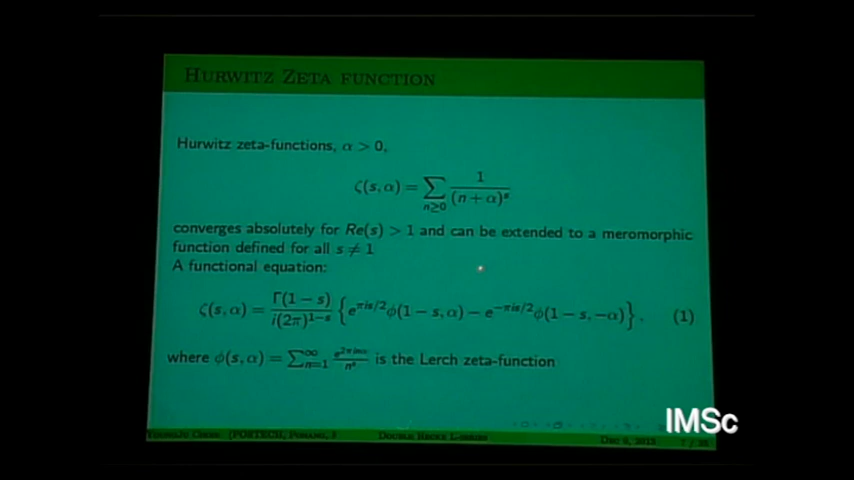 HURWITZ ZETA FUNCTION
Hurwitz zeta-functions, α > 0,
ζ(s, α) = ∑_{n≥0} 1/(n + α)^s
converges absolutely for Re(s) > 1 and can be extended to a meromorphic
function defined for all s ≠ 1
A functional equation:
ζ(s, α) = Γ(1 − s)/(i(2π)^{1−s}) {e^{πis/2}ϕ(1 − s, α) − e^{−πis/2}ϕ(1 − s, −α)}. (1)
where ϕ(s, α) = ∑_{n=1}^{∞} e^{2πinα}/n^s is the Lerch zeta-function
IMSc
DOUBLE